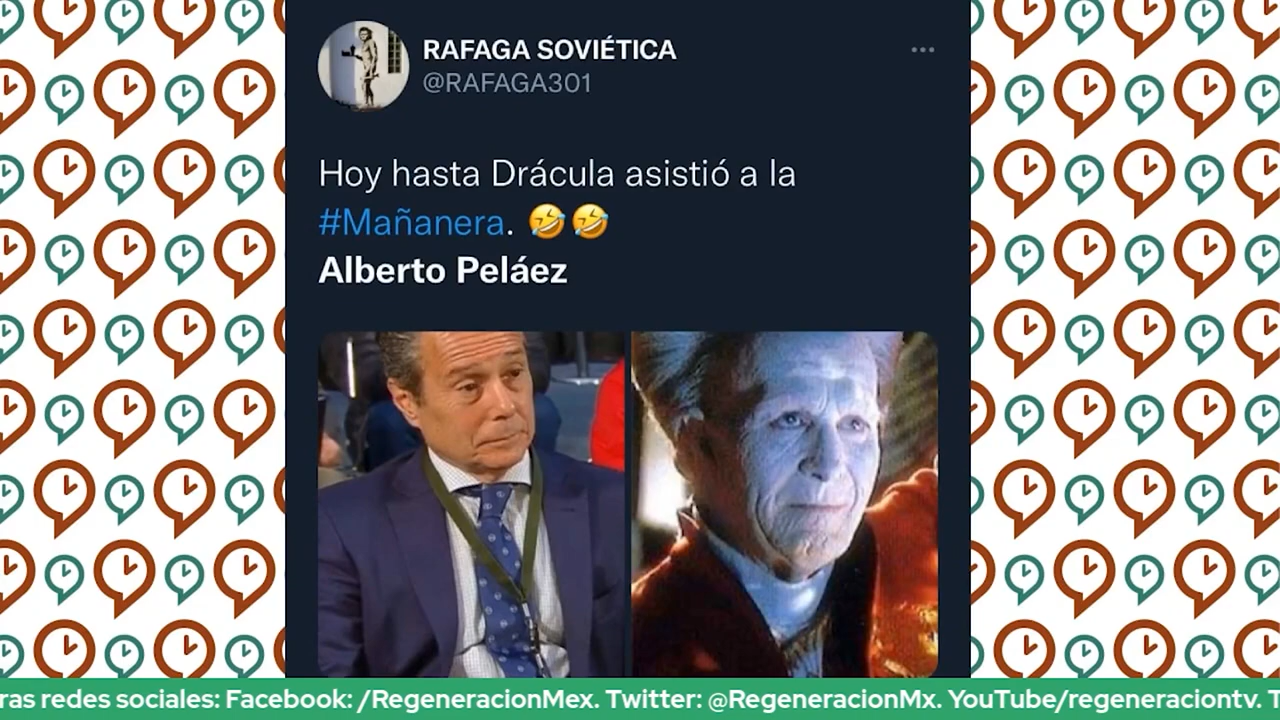 RAFAGA SOVIÉTICA
@RAFAGA301
Hoy hasta Drácula asistió a la
#Mañanera. 🤣🤣
Alberto Peláez
ras redes sociales: Facebook: /RegeneracionMex. Twitter: @RegeneracionMx. YouTube/regeneraciontv. T